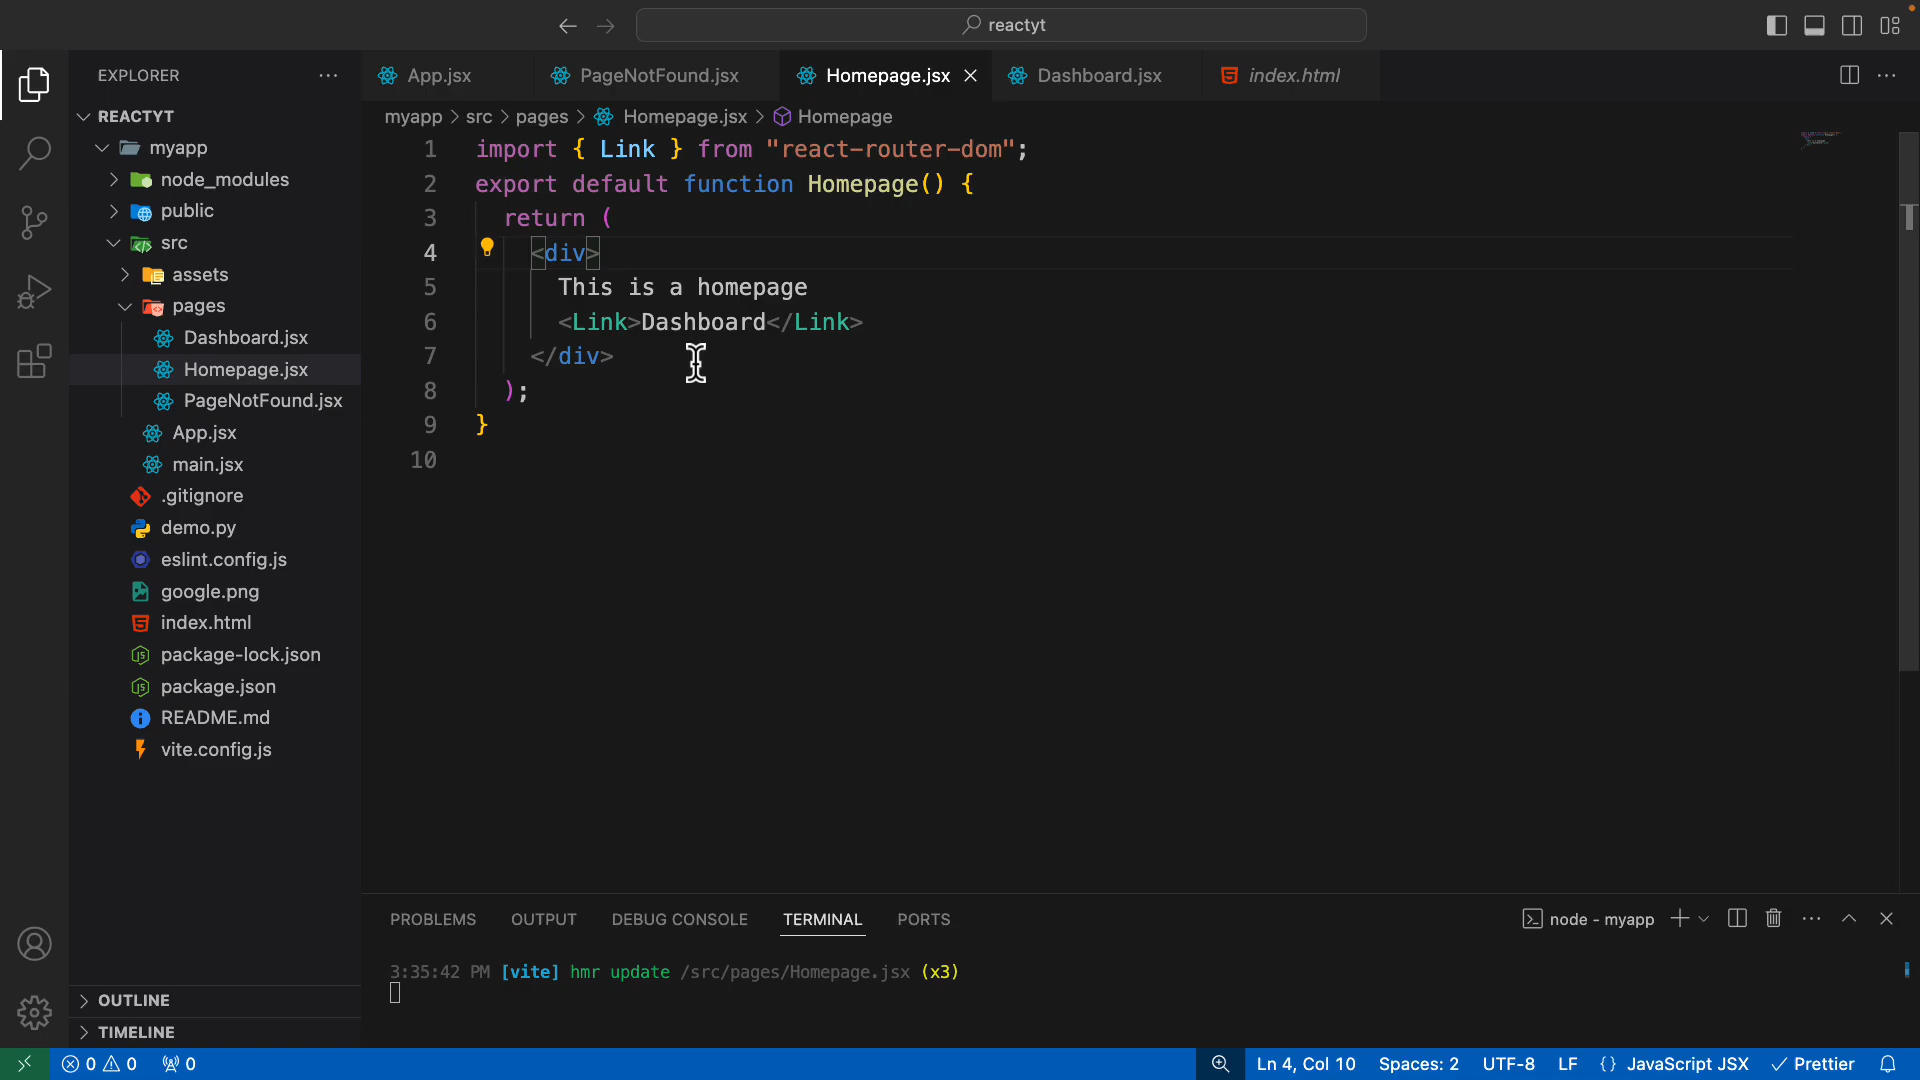 reactyt
EXPLORER
App.jsx
PageNotFound.jsx
Homepage.jsx
Dashboard.jsx
index.html
myapp > src > pages > Homepage.jsx > Homepage
REACTYT
myapp
node_modules
public
src
assets
pages
Dashboard.jsx
Homepage.jsx
PageNotFound.jsx
App.jsx
main.jsx
.gitignore
demo.py
eslint.config.js
google.png
index.html
package-lock.json
package.json
README.md
vite.config.js
OUTLINE
TIMELINE
1 import { Link } from "react-router-dom";
2 export default function Homepage() {
3 return (
4 <div>
5 This is a homepage
6 <Link>Dashboard</Link>
7 </div>
8 );
9 }
10
PROBLEMS OUTPUT DEBUG CONSOLE TERMINAL PORTS
node - myapp
3:35:42 PM [vite] hmr update /src/pages/Homepage.jsx (x3)
0 0 0
Ln 4, Col 10 Spaces: 2 UTF-8 LF {} JavaScript JSX Prettier